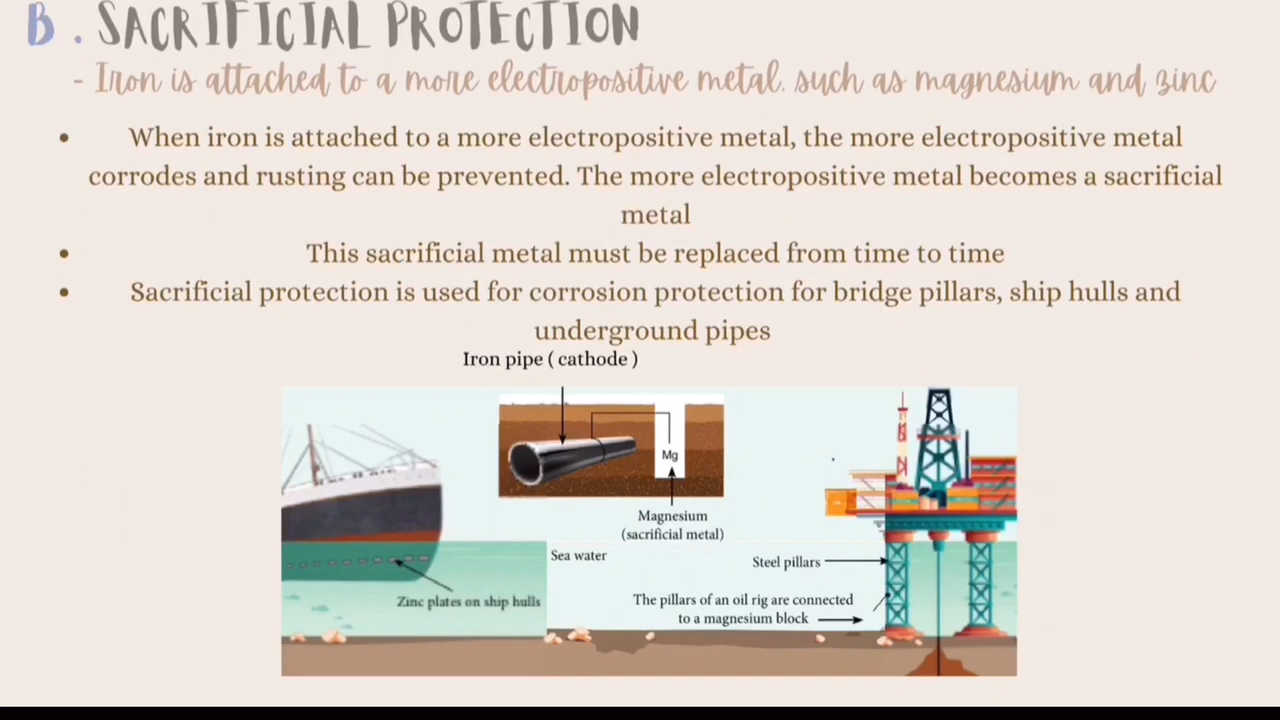 B. SACRIFICIAL PROTECTION
- Iron is attached to a more electropositive metal. such as magnesium and zinc
• When iron is attached to a more electropositive metal, the more electropositive metal
corrodes and rusting can be prevented. The more electropositive metal becomes a sacrificial
metal
• This sacrificial metal must be replaced from time to time
• Sacrificial protection is used for corrosion protection for bridge pillars, ship hulls and
underground pipes
Iron pipe ( cathode )
Mg
Magnesium
(sacrificial metal)
Sea water
Zinc plates on ship hulls
Steel pillars
The pillars of an oil rig are connected
to a magnesium block